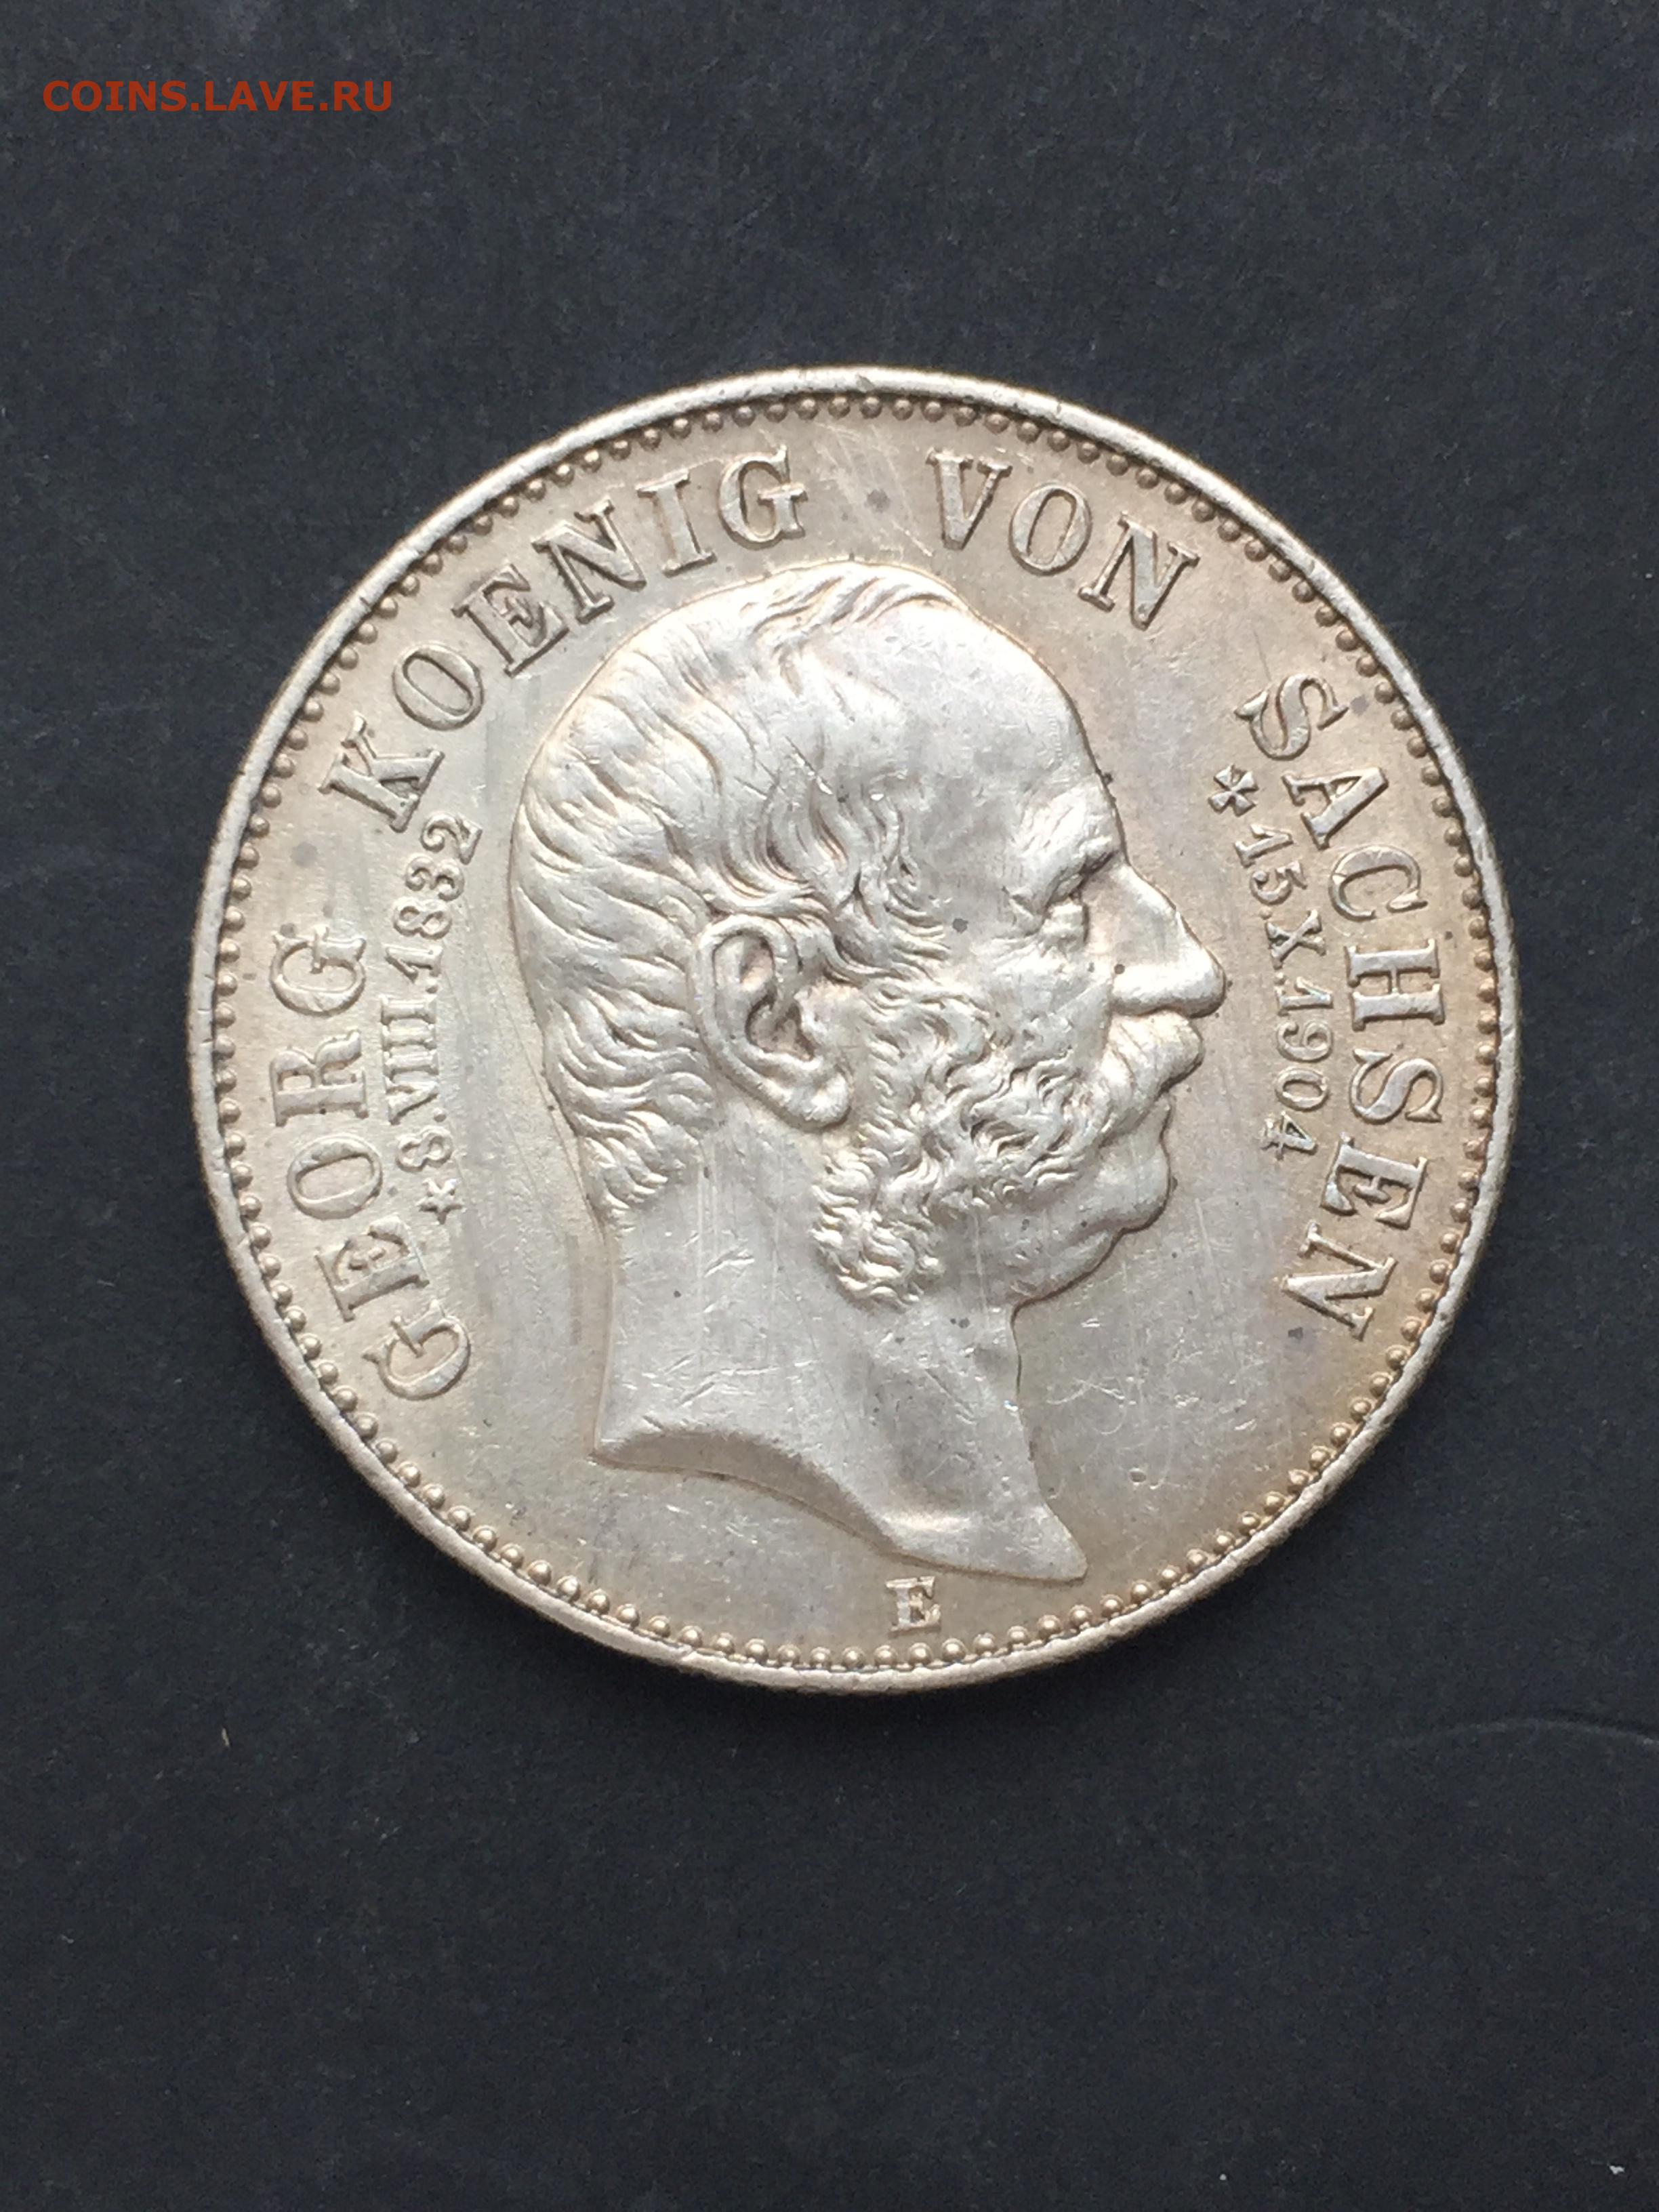 COINS.LAVE.RU
GEORG KOENIG VON SACHSEN
*8.VIII.1832
*15.X.1904
E